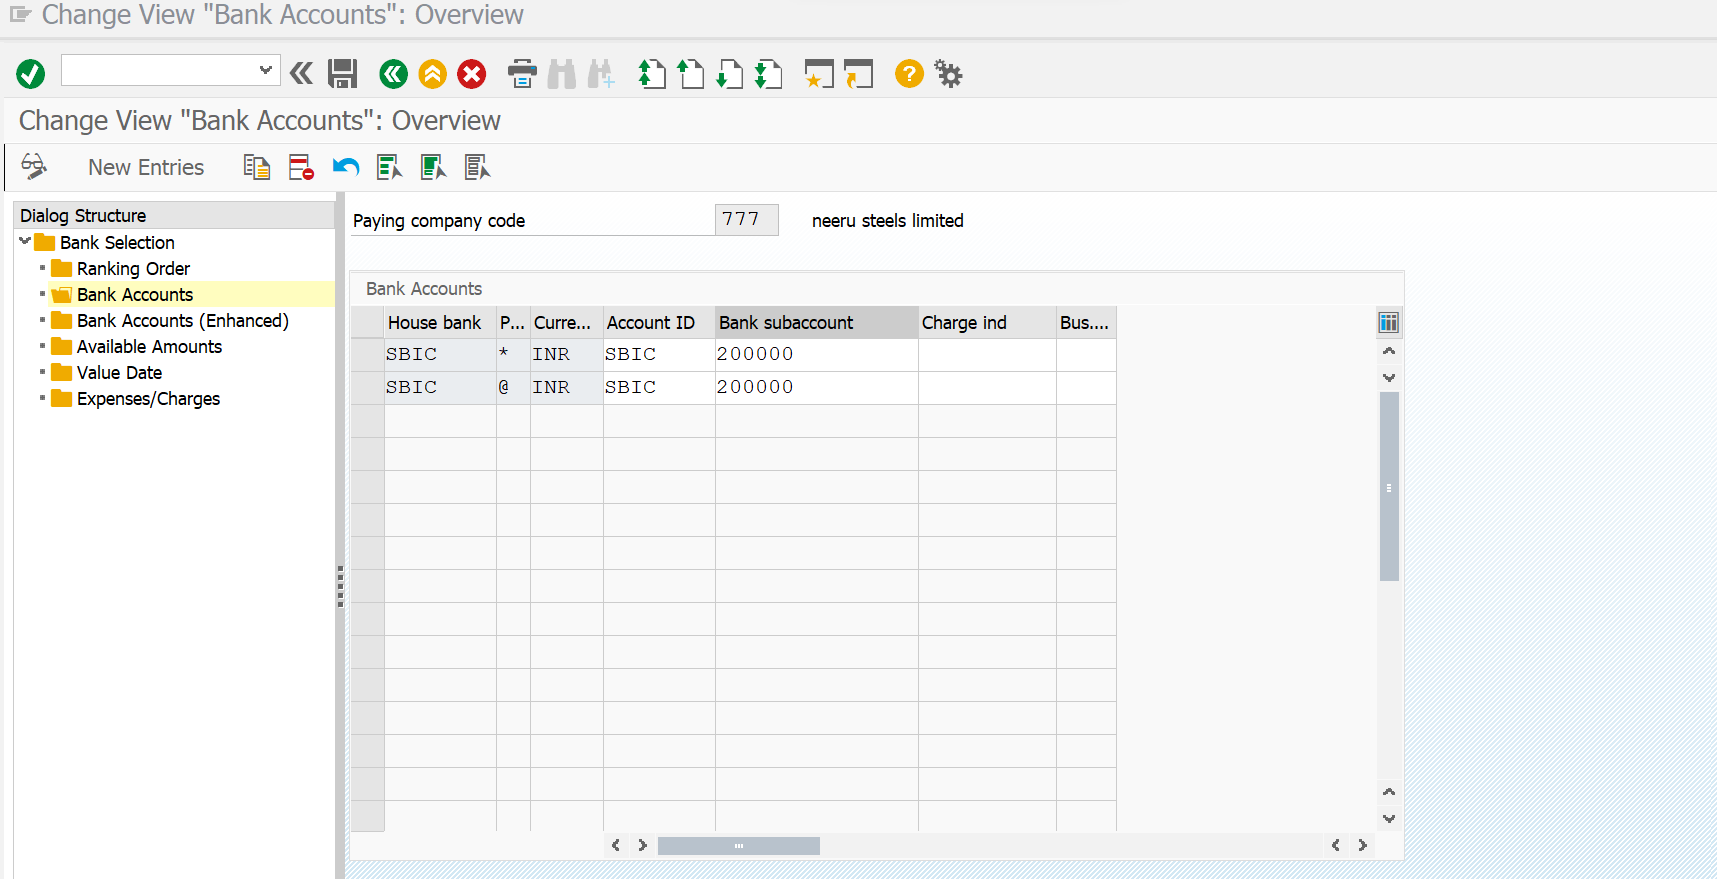 Change View "Bank Accounts": Overview
Change View "Bank Accounts": Overview
New Entries
Dialog Structure
Bank Selection
Ranking Order
Bank Accounts
Bank Accounts (Enhanced)
Available Amounts
Value Date
Expenses/Charges
Paying company code 777 neeru steels limited
Bank Accounts
House bank P... Curre... Account ID Bank subaccount Charge ind Bus....
SBIC * INR SBIC 200000
SBIC @ INR SBIC 200000